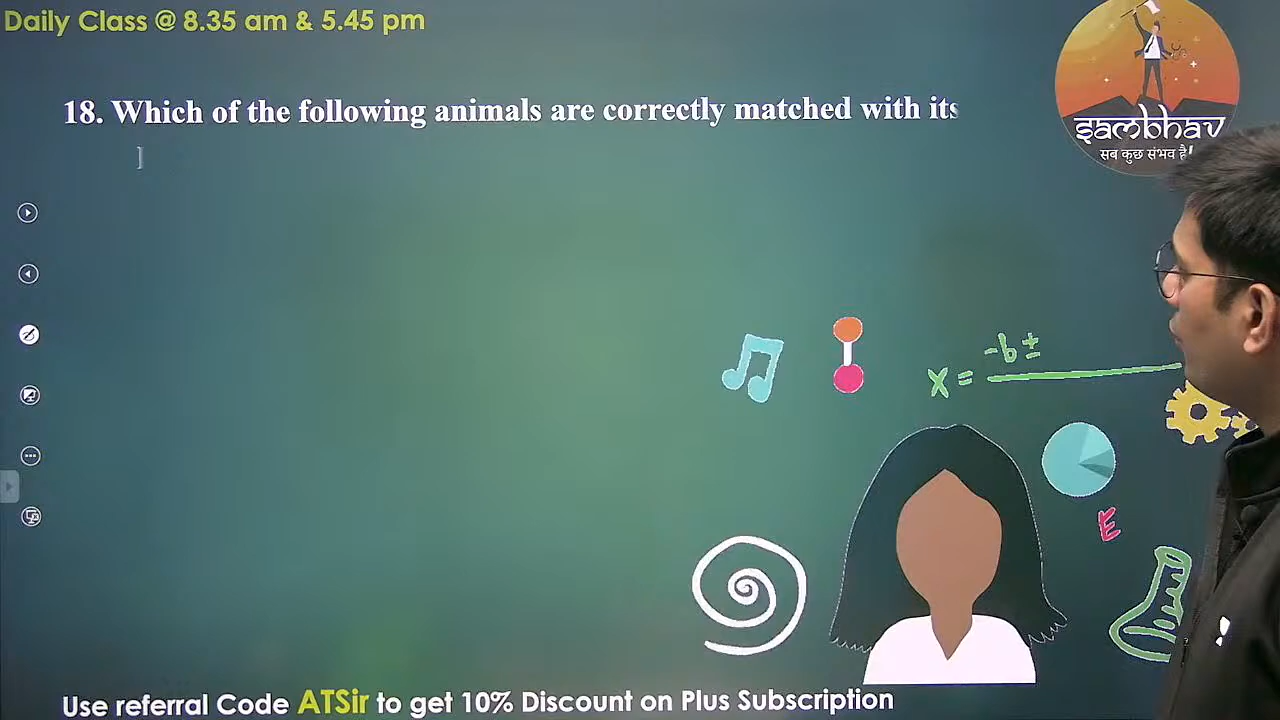 Daily Class @ 8.35 am & 5.45 pm
18. Which of the following animals are correctly matched with its
sambhav
सब कुछ संभव है!
x = -b ±
E
Use referral Code ATSir to get 10% Discount on Plus Subscription